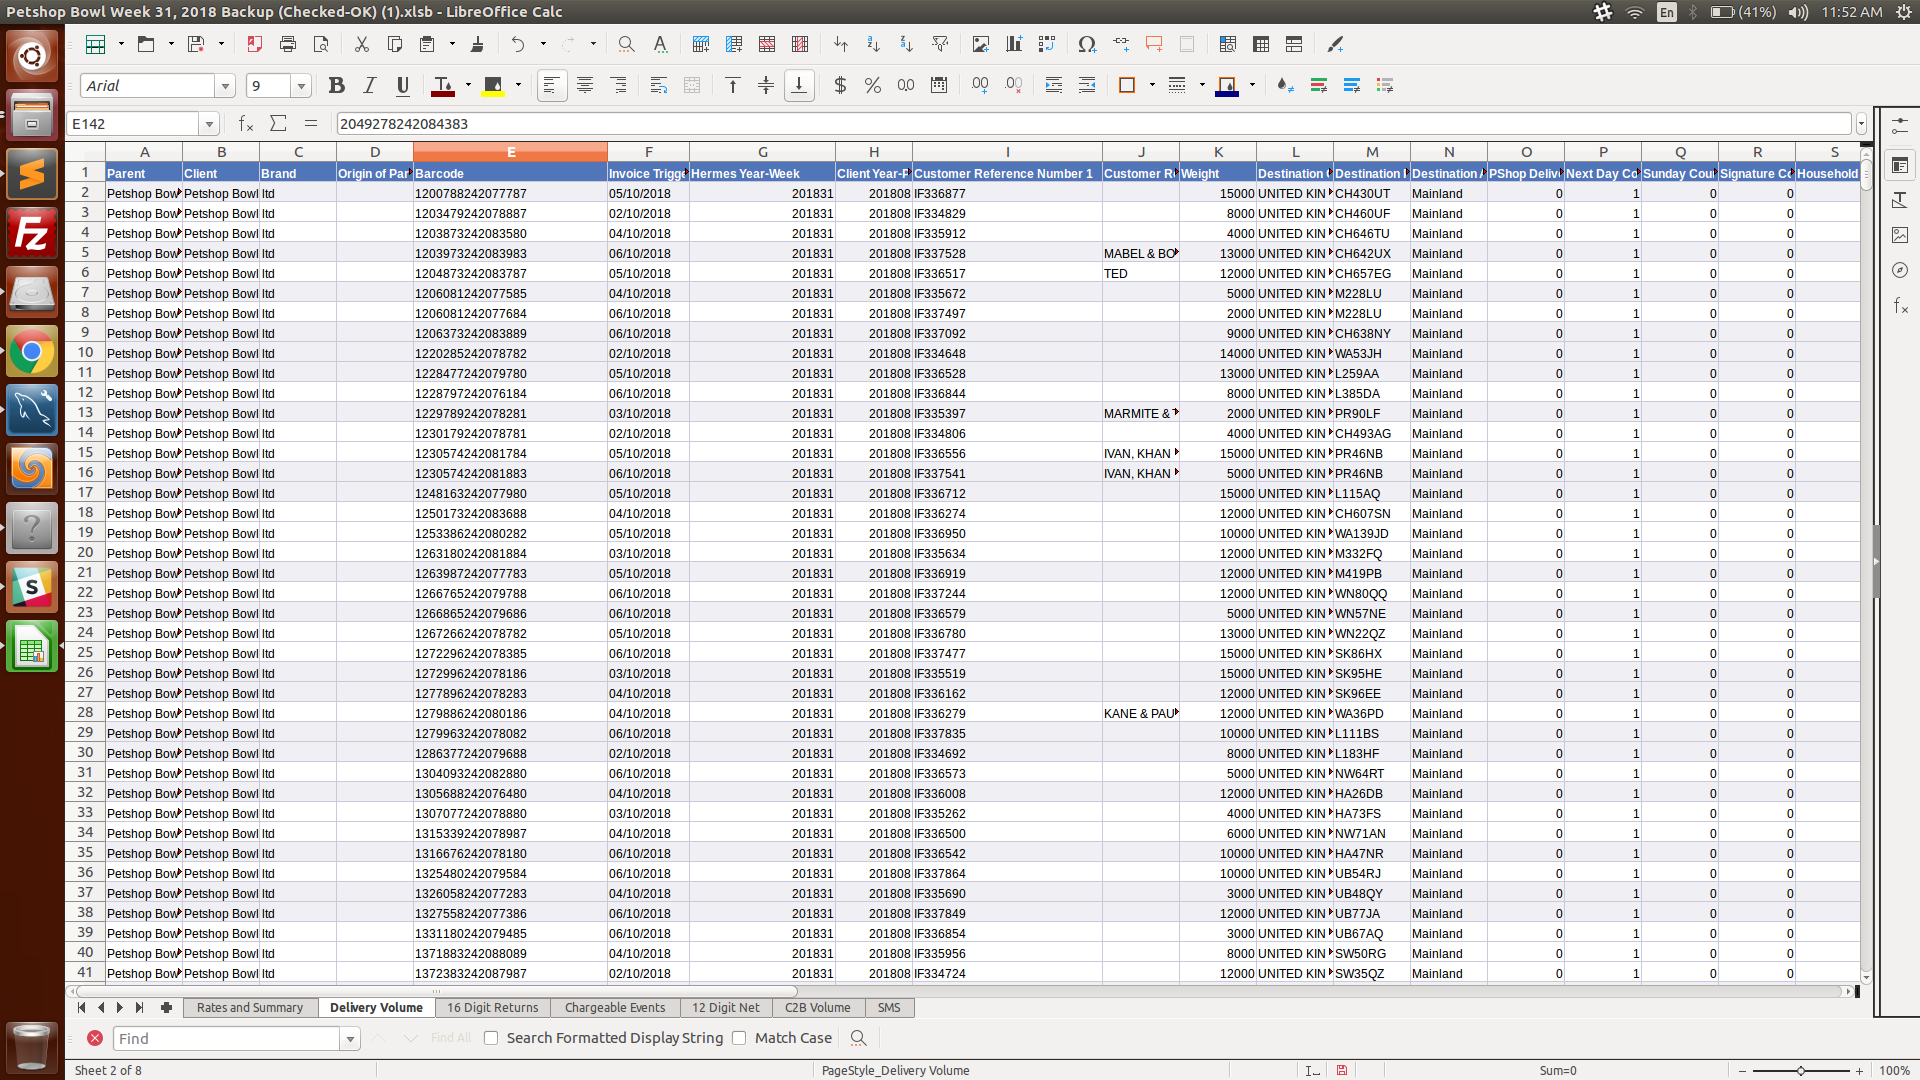 Petshop Bowl Week 31, 2018 Backup (Checked-OK) (1).xlsb - LibreOffice Calc En (41%) 11:52 AM
Arial 9
E142 2049278242084383
A B C D E F G H I J K L M N O P Q R S
1 Parent Client Brand Origin of Par Barcode Invoice Trigge Hermes Year-Week Client Year-P Customer Reference Number 1 Customer R Weight Destination Destination Destination PShop Deliv Next Day Co Sunday Cou Signature Co Household
2 Petshop Bow Petshop Bowl ltd 1200788242077787 05/10/2018 201831 201808 IF336877 15000 UNITED KIN CH430UT Mainland 0 1 0 0
3 Petshop Bow Petshop Bowl ltd 1203479242078887 02/10/2018 201831 201808 IF334829 8000 UNITED KIN CH460UF Mainland 0 1 0 0
4 Petshop Bow Petshop Bowl ltd 1203873242083580 04/10/2018 201831 201808 IF335912 4000 UNITED KIN CH646TU Mainland 0 1 0 0
5 Petshop Bow Petshop Bowl ltd 1203973242083983 06/10/2018 201831 201808 IF337528 MABEL & BO 13000 UNITED KIN CH642UX Mainland 0 1 0 0
6 Petshop Bow Petshop Bowl ltd 1204873242083787 05/10/2018 201831 201808 IF336517 TED 12000 UNITED KIN CH657EG Mainland 0 1 0 0
7 Petshop Bow Petshop Bowl ltd 1206081242077585 04/10/2018 201831 201808 IF335672 5000 UNITED KIN M228LU Mainland 0 1 0 0
8 Petshop Bow Petshop Bowl ltd 1206081242077684 06/10/2018 201831 201808 IF337497 2000 UNITED KIN M228LU Mainland 0 1 0 0
9 Petshop Bow Petshop Bowl ltd 1206373242083889 06/10/2018 201831 201808 IF337092 9000 UNITED KIN CH638NY Mainland 0 1 0 0
10 Petshop Bow Petshop Bowl ltd 1220285242078782 02/10/2018 201831 201808 IF334648 14000 UNITED KIN WA53JH Mainland 0 1 0 0
11 Petshop Bow Petshop Bowl ltd 1228477242079780 05/10/2018 201831 201808 IF336528 13000 UNITED KIN L259AA Mainland 0 1 0 0
12 Petshop Bow Petshop Bowl ltd 1228797242076184 06/10/2018 201831 201808 IF336844 8000 UNITED KIN L385DA Mainland 0 1 0 0
13 Petshop Bow Petshop Bowl ltd 1229789242078281 03/10/2018 201831 201808 IF335397 MARMITE & 2000 UNITED KIN PR90LF Mainland 0 1 0 0
14 Petshop Bow Petshop Bowl ltd 1230179242078781 02/10/2018 201831 201808 IF334806 4000 UNITED KIN CH493AG Mainland 0 1 0 0
15 Petshop Bow Petshop Bowl ltd 1230574242081784 05/10/2018 201831 201808 IF336556 IVAN, KHAN 15000 UNITED KIN PR46NB Mainland 0 1 0 0
16 Petshop Bow Petshop Bowl ltd 1230574242081883 06/10/2018 201831 201808 IF337541 IVAN, KHAN 5000 UNITED KIN PR46NB Mainland 0 1 0 0
17 Petshop Bow Petshop Bowl ltd 1248163242077980 05/10/2018 201831 201808 IF336712 15000 UNITED KIN L115AQ Mainland 0 1 0 0
18 Petshop Bow Petshop Bowl ltd 1250173242083688 04/10/2018 201831 201808 IF336274 12000 UNITED KIN CH607SN Mainland 0 1 0 0
19 Petshop Bow Petshop Bowl ltd 1253386242080282 05/10/2018 201831 201808 IF336950 10000 UNITED KIN WA139JD Mainland 0 1 0 0
20 Petshop Bow Petshop Bowl ltd 1263180242081884 03/10/2018 201831 201808 IF335634 12000 UNITED KIN M332FQ Mainland 0 1 0 0
21 Petshop Bow Petshop Bowl ltd 1263987242077783 05/10/2018 201831 201808 IF336919 12000 UNITED KIN M419PB Mainland 0 1 0 0
22 Petshop Bow Petshop Bowl ltd 1266765242079788 06/10/2018 201831 201808 IF337244 12000 UNITED KIN WN80QQ Mainland 0 1 0 0
23 Petshop Bow Petshop Bowl ltd 1266865242079686 06/10/2018 201831 201808 IF336579 5000 UNITED KIN WN57NE Mainland 0 1 0 0
24 Petshop Bow Petshop Bowl ltd 1267266242078782 05/10/2018 201831 201808 IF336780 13000 UNITED KIN WN22QZ Mainland 0 1 0 0
25 Petshop Bow Petshop Bowl ltd 1272296242078385 06/10/2018 201831 201808 IF337477 15000 UNITED KIN SK86HX Mainland 0 1 0 0
26 Petshop Bow Petshop Bowl ltd 1272996242078186 03/10/2018 201831 201808 IF335519 15000 UNITED KIN SK95HE Mainland 0 1 0 0
27 Petshop Bow Petshop Bowl ltd 1277896242078283 04/10/2018 201831 201808 IF336162 12000 UNITED KIN SK96EE Mainland 0 1 0 0
28 Petshop Bow Petshop Bowl ltd 1279886242080186 04/10/2018 201831 201808 IF336279 KANE & PAU 12000 UNITED KIN WA36PD Mainland 0 1 0 0
29 Petshop Bow Petshop Bowl ltd 1279963242078082 06/10/2018 201831 201808 IF337835 10000 UNITED KIN L111BS Mainland 0 1 0 0
30 Petshop Bow Petshop Bowl ltd 1286377242079688 02/10/2018 201831 201808 IF334692 8000 UNITED KIN L183HF Mainland 0 1 0 0
31 Petshop Bow Petshop Bowl ltd 1304093242082880 06/10/2018 201831 201808 IF336573 5000 UNITED KIN NW64RT Mainland 0 1 0 0
32 Petshop Bow Petshop Bowl ltd 1305688242076480 04/10/2018 201831 201808 IF336008 12000 UNITED KIN HA26DB Mainland 0 1 0 0
33 Petshop Bow Petshop Bowl ltd 1307077242078880 03/10/2018 201831 201808 IF335262 4000 UNITED KIN HA73FS Mainland 0 1 0 0
34 Petshop Bow Petshop Bowl ltd 1315339242078987 04/10/2018 201831 201808 IF336500 6000 UNITED KIN NW71AN Mainland 0 1 0 0
35 Petshop Bow Petshop Bowl ltd 1316676242078180 06/10/2018 201831 201808 IF336542 10000 UNITED KIN HA47NR Mainland 0 1 0 0
36 Petshop Bow Petshop Bowl ltd 1325480242079584 06/10/2018 201831 201808 IF337864 10000 UNITED KIN UB54RJ Mainland 0 1 0 0
37 Petshop Bow Petshop Bowl ltd 1326058242077283 04/10/2018 201831 201808 IF335690 3000 UNITED KIN UB48QY Mainland 0 1 0 0
38 Petshop Bow Petshop Bowl ltd 1327558242077386 06/10/2018 201831 201808 IF337849 12000 UNITED KIN UB77JA Mainland 0 1 0 0
39 Petshop Bow Petshop Bowl ltd 1331180242079485 06/10/2018 201831 201808 IF336854 3000 UNITED KIN UB67AQ Mainland 0 1 0 0
40 Petshop Bow Petshop Bowl ltd 1371883242088089 04/10/2018 201831 201808 IF335956 8000 UNITED KIN SW50RG Mainland 0 1 0 0
41 Petshop Bow Petshop Bowl ltd 1372383242087987 02/10/2018 201831 201808 IF334724 12000 UNITED KIN SW35QZ Mainland 0 1 0 0
Rates and Summary Delivery Volume 16 Digit Returns Chargeable Events 12 Digit Net C2B Volume SMS
Find Find All Search Formatted Display String Match Case
Sheet 2 of 8 PageStyle_Delivery Volume Sum=0 100%